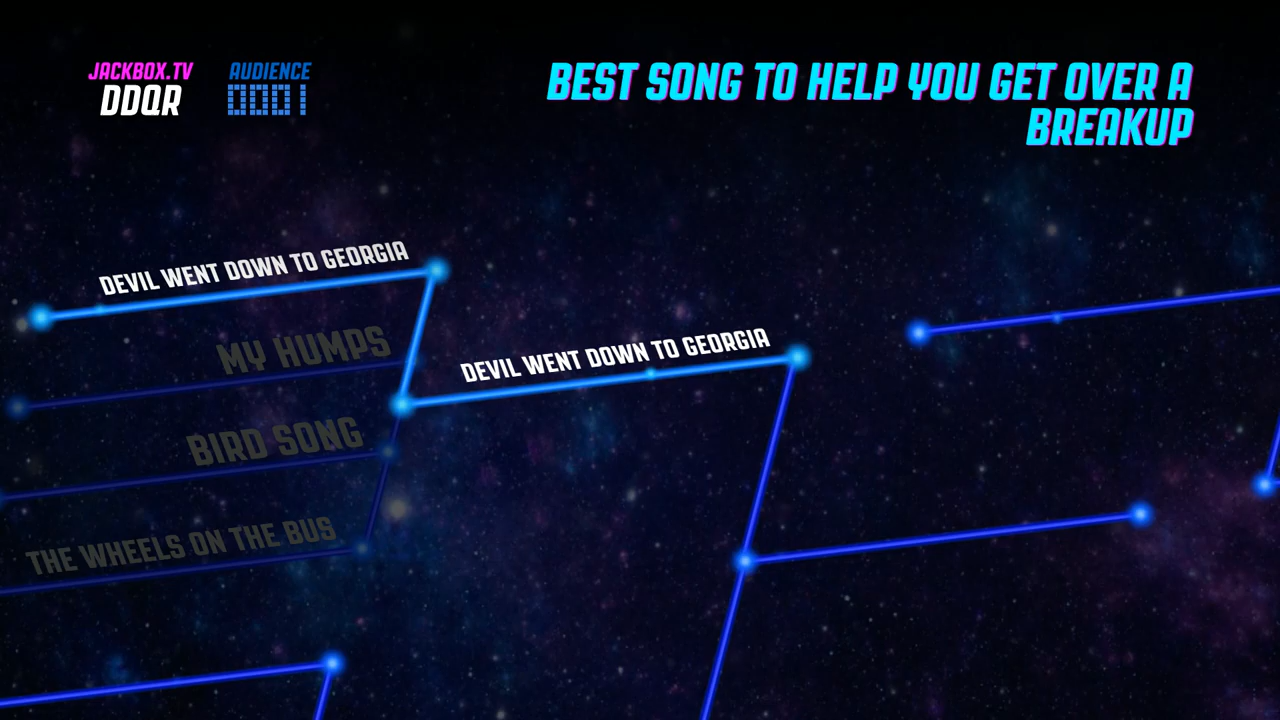 JACKBOX.TV
DDQR
AUDIENCE
0001
BEST SONG TO HELP YOU GET OVER A
BREAKUP
DEVIL WENT DOWN TO GEORGIA
MY HUMPS
BIRD SONG
THE WHEELS ON THE BUS
DEVIL WENT DOWN TO GEORGIA